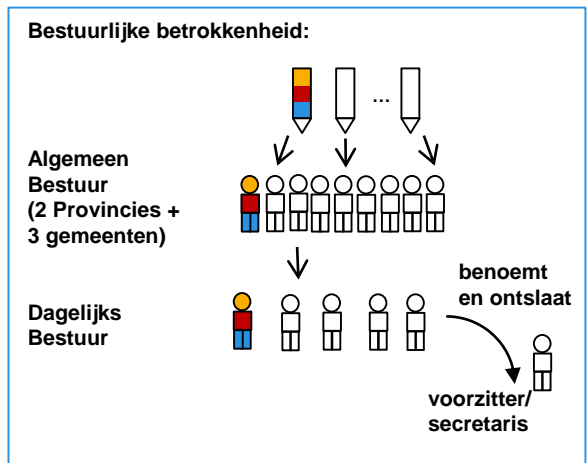 Bestuurlijke betrokkenheid:
...
Algemeen
Bestuur
(2 Provincies +
3 gemeenten)
Dagelijks
Bestuur
benoemt
en ontslaat
voorzitter/
secretaris